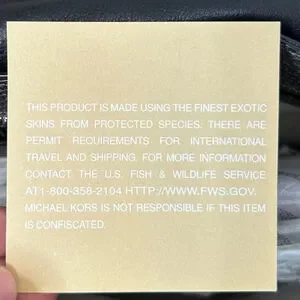 THIS PRODUCT IS MADE USING THE FINEST EXOTIC
SKINS FROM PROTECTED SPECIES. THERE ARE
PERMIT REQUIREMENTS FOR INTERNATIONAL
TRAVEL AND SHIPPING. FOR MORE INFORMATION
CONTACT THE U.S. FISH & WILDLIFE SERVICE
AT1-800-358-2104 HTTP://WWW.FWS.GOV.
MICHAEL KORS IS NOT RESPONSIBLE IF THIS ITEM
IS CONFISCATED.